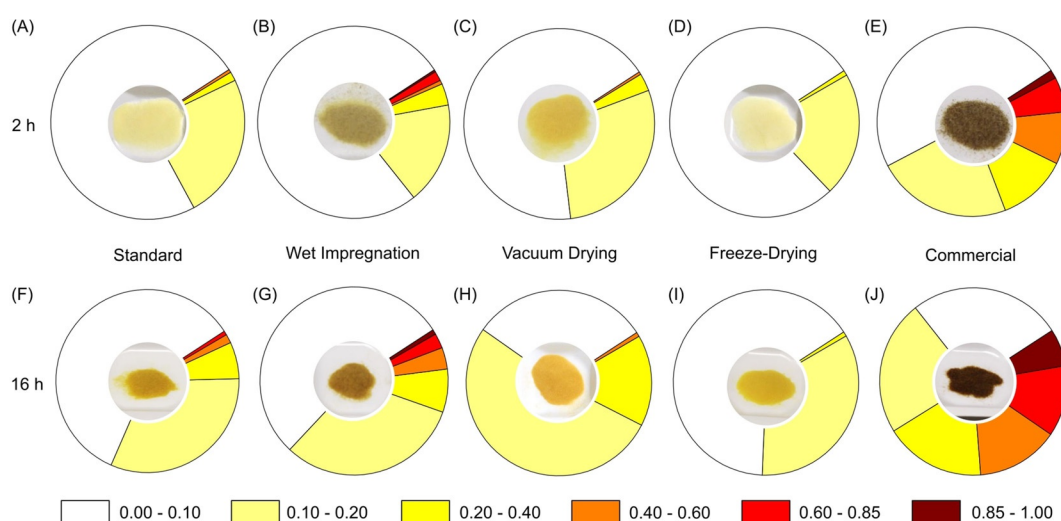 (A) (B) (C) (D) (E)
2 h
Standard Wet Impregnation Vacuum Drying Freeze-Drying Commercial
(F) (G) (H) (I) (J)
16 h
0.00 - 0.10 0.10 - 0.20 0.20 - 0.40 0.40 - 0.60 0.60 - 0.85 0.85 - 1.00